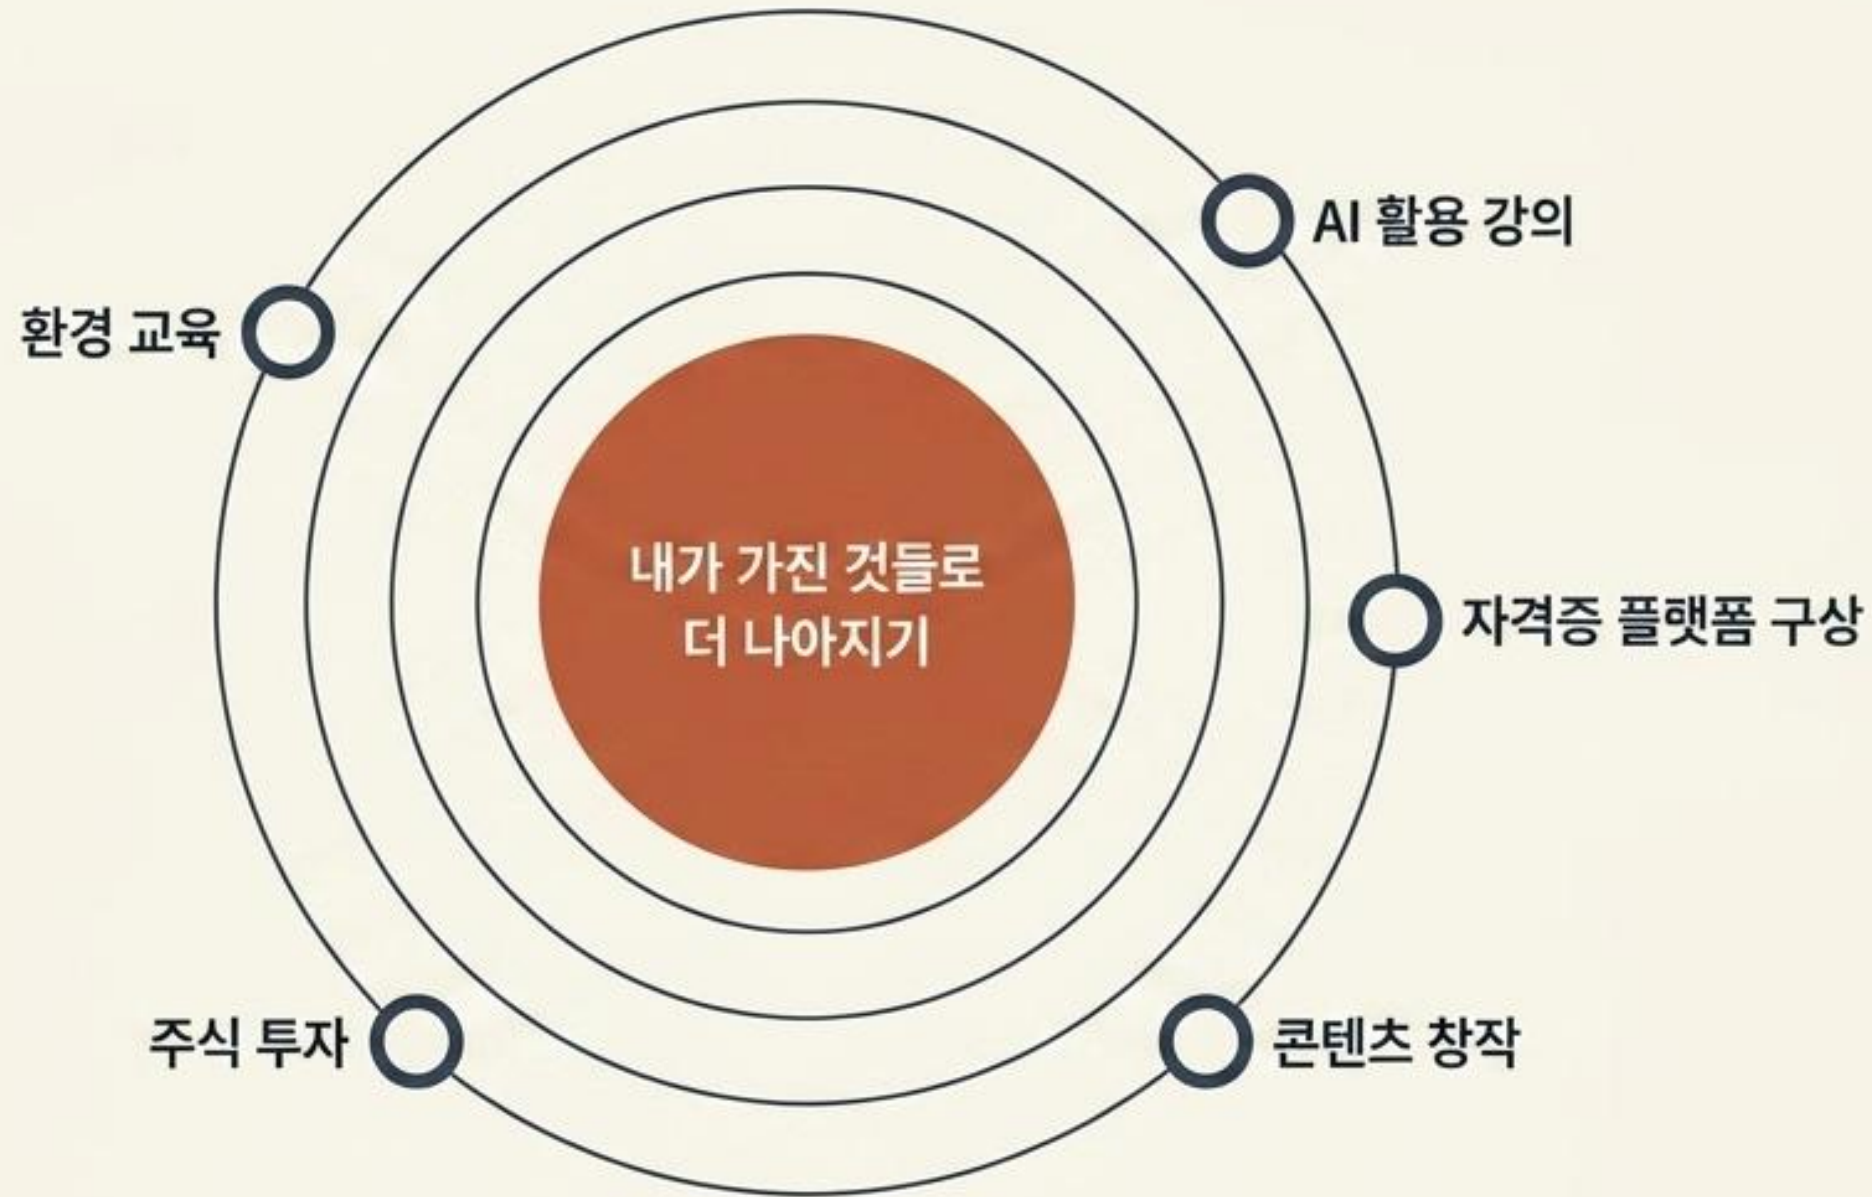 AI 활용 강의
환경 교육
내가 가진 것들로
더 나아지기
자격증 플랫폼 구상
주식 투자
콘텐츠 창작